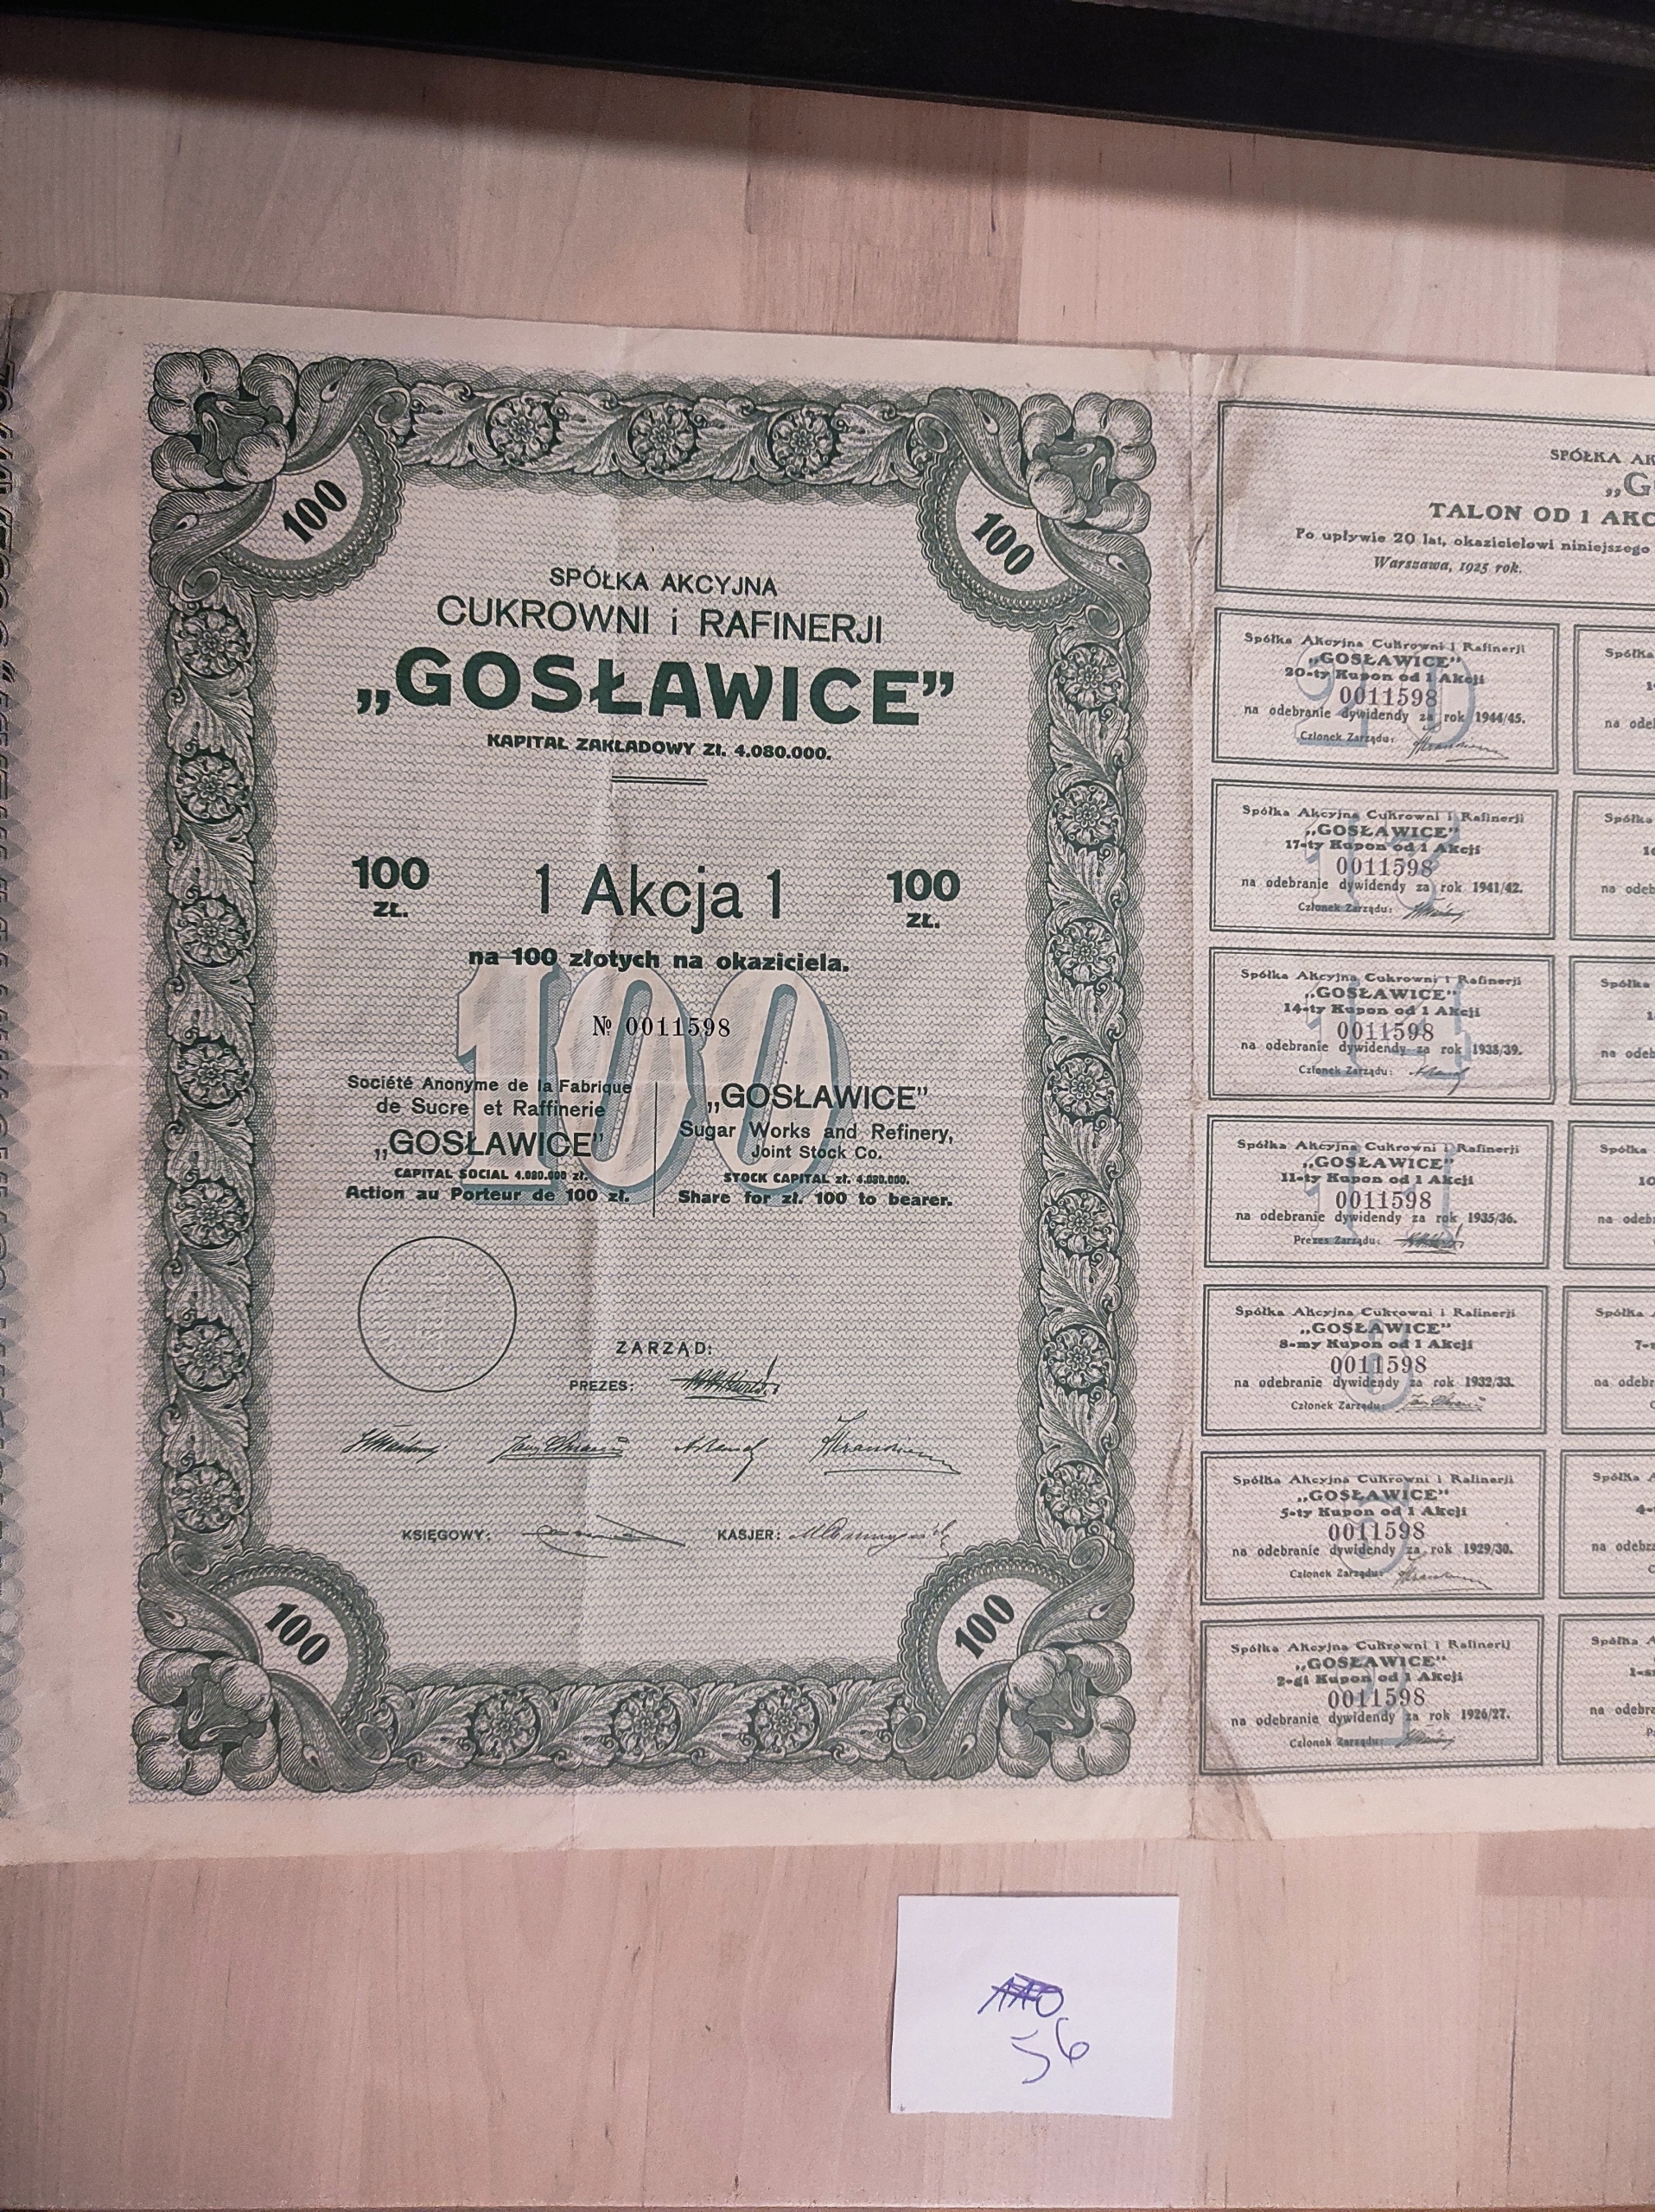 100
100
SPÓŁKA AKCYJNA
CUKROWNI i RAFINERJI
„GOSŁAWICE”
KAPITAŁ ZAKŁADOWY Zł. 4.080.000.
100 ZŁ.
1 Akcja 1
100 ZŁ.
na 100 złotych na okaziciela.
100
№ 0011598
Société Anonyme de la Fabrique
de Sucre et Raffinerie
„GOSŁAWICE”
CAPITAL SOCIAL 4.080.000 zł.
Action au Porteur de 100 zł.
„GOSŁAWICE”
Sugar Works and Refinery,
Joint Stock Co.
STOCK CAPITAL zł. 4.080.000.
Share for zł. 100 to bearer.
ZARZĄD:
PREZES:
KSIĘGOWY:
KASJER:
100
100
SPÓŁKA AK
„G
TALON OD 1 AKC
Po upływie 20 lat, okazicielowi niniejszego
Warszawa, 1925 rok.
Spółka Akcyjna Cukrowni i Rafinerji
„GOSŁAWICE”
20-ty Kupon od 1 Akcji
0011598
na odebranie dywidendy za rok 1944/45.
Członek Zarządu:
Spółka Akcyjna Cukrowni i Rafinerji
„GOSŁAWICE”
17-ty Kupon od 1 Akcji
0011598
na odebranie dywidendy za rok 1941/42.
Członek Zarządu:
Spółka Akcyjna Cukrowni i Rafinerji
„GOSŁAWICE”
14-ty Kupon od 1 Akcji
0011598
na odebranie dywidendy za rok 1938/39.
Członek Zarządu:
Spółka Akcyjna Cukrowni i Rafinerji
„GOSŁAWICE”
11-ty Kupon od 1 Akcji
0011598
na odebranie dywidendy za rok 1935/36.
Prezes Zarządu:
Spółka Akcyjna Cukrowni i Rafinerji
„GOSŁAWICE”
8-my Kupon od 1 Akcji
0011598
na odebranie dywidendy za rok 1932/33.
Członek Zarządu:
Spółka Akcyjna Cukrowni i Rafinerji
„GOSŁAWICE”
5-ty Kupon od 1 Akcji
0011598
na odebranie dywidendy za rok 1929/30.
Członek Zarządu:
Spółka Akcyjna Cukrowni i Rafinerij
„GOSŁAWICE”
2-gi Kupon od 1 Akcji
0011598
na odebranie dywidendy za rok 1926/27.
Członek Zarządu:
56